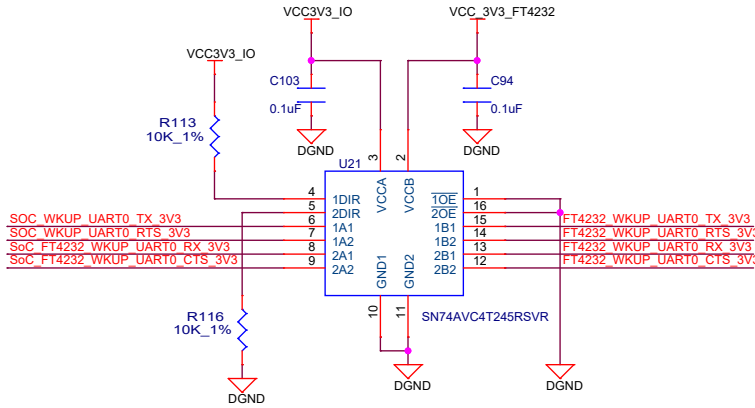 VCC3V3_IO
VCC_3V3_FT4232
VCC3V3_IO
C103
0.1uF
DGND
C94
0.1uF
DGND
R113
10K_1%
U21
3
2
VCCA
VCCB
4
1DIR
1OE
1
5
2DIR
2OE
16
SOC_WKUP_UART0_TX_3V3
6
1A1
1B1
15
FT4232_WKUP_UART0_TX_3V3
SOC_WKUP_UART0_RTS_3V3
7
1A2
1B2
14
FT4232_WKUP_UART0_RTS_3V3
SoC_FT4232_WKUP_UART0_RX_3V3
8
2A1
2B1
13
FT4232_WKUP_UART0_RX_3V3
SoC_FT4232_WKUP_UART0_CTS_3V3
9
2A2
2B2
12
FT4232_WKUP_UART0_CTS_3V3
GND1
GND2
10
11
SN74AVC4T245RSVR
R116
10K_1%
DGND
DGND
DGND